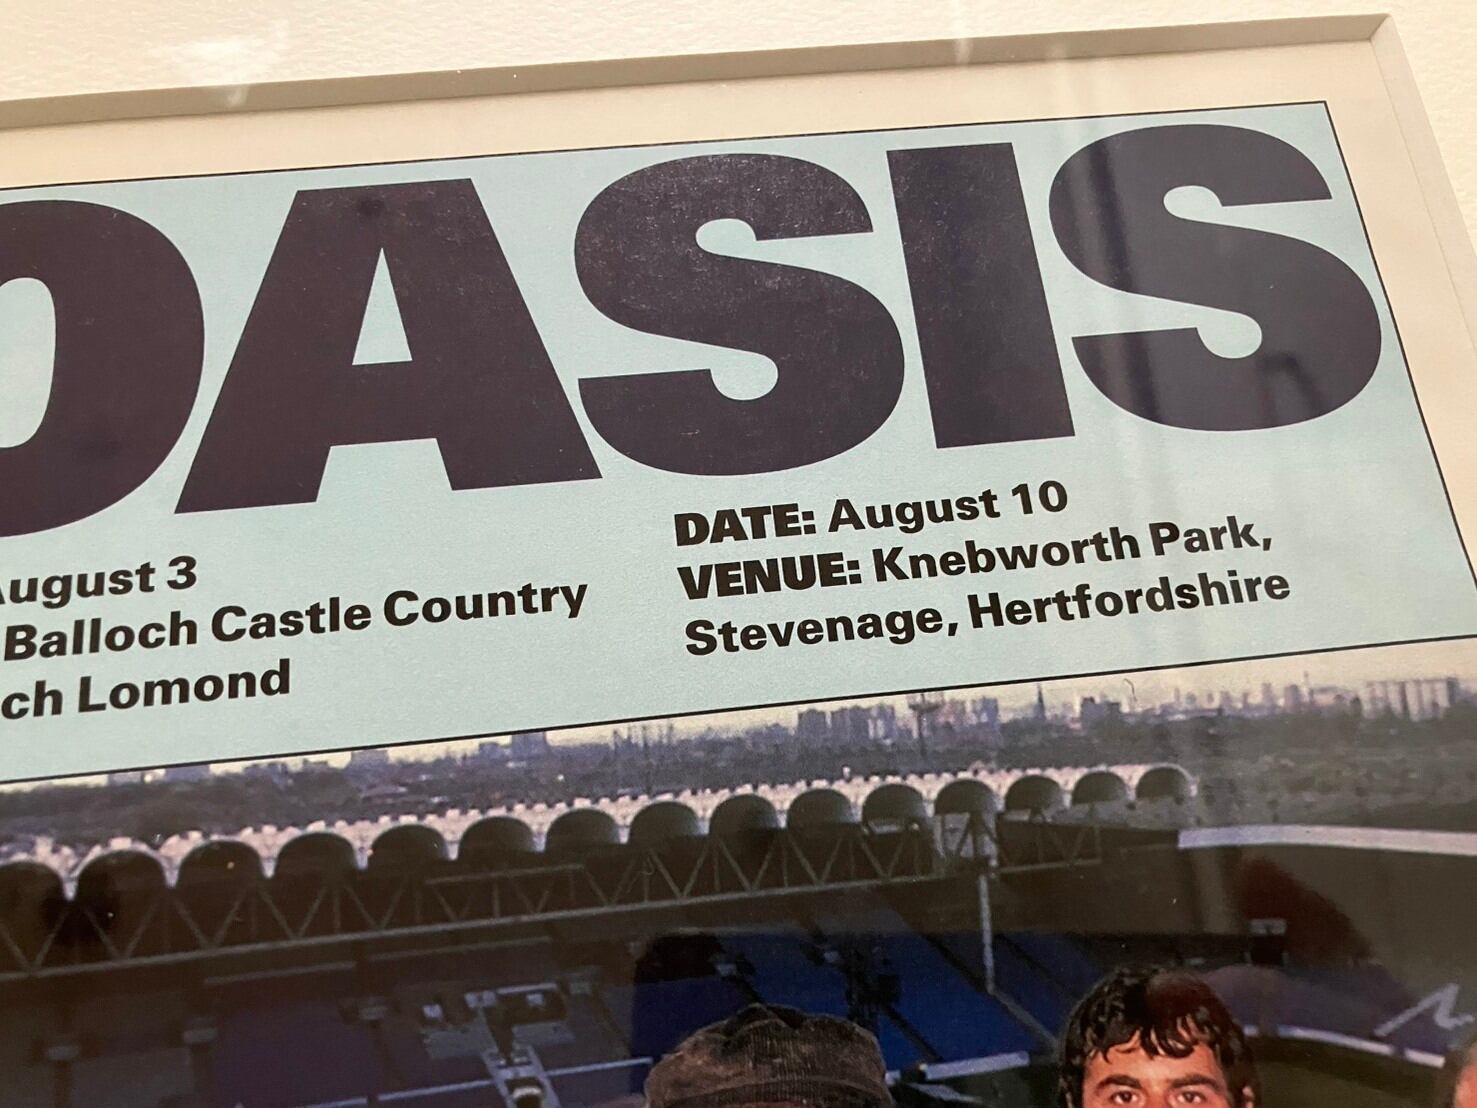 OASIS
August 3
Balloch Castle Country
ch Lomond
DATE: August 10
VENUE: Knebworth Park,
Stevenage, Hertfordshire